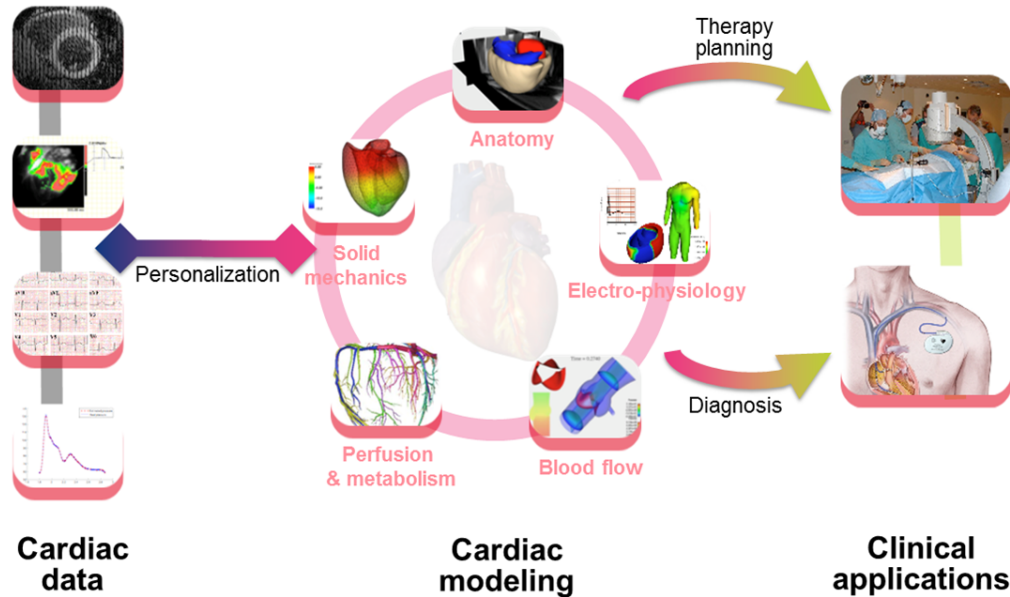 Therapy
planning
Anatomy
Solid
mechanics
Personalization
Electro-physiology
Diagnosis
Perfusion
& metabolism
Blood flow
Cardiac
data
Cardiac
modeling
Clinical
applications